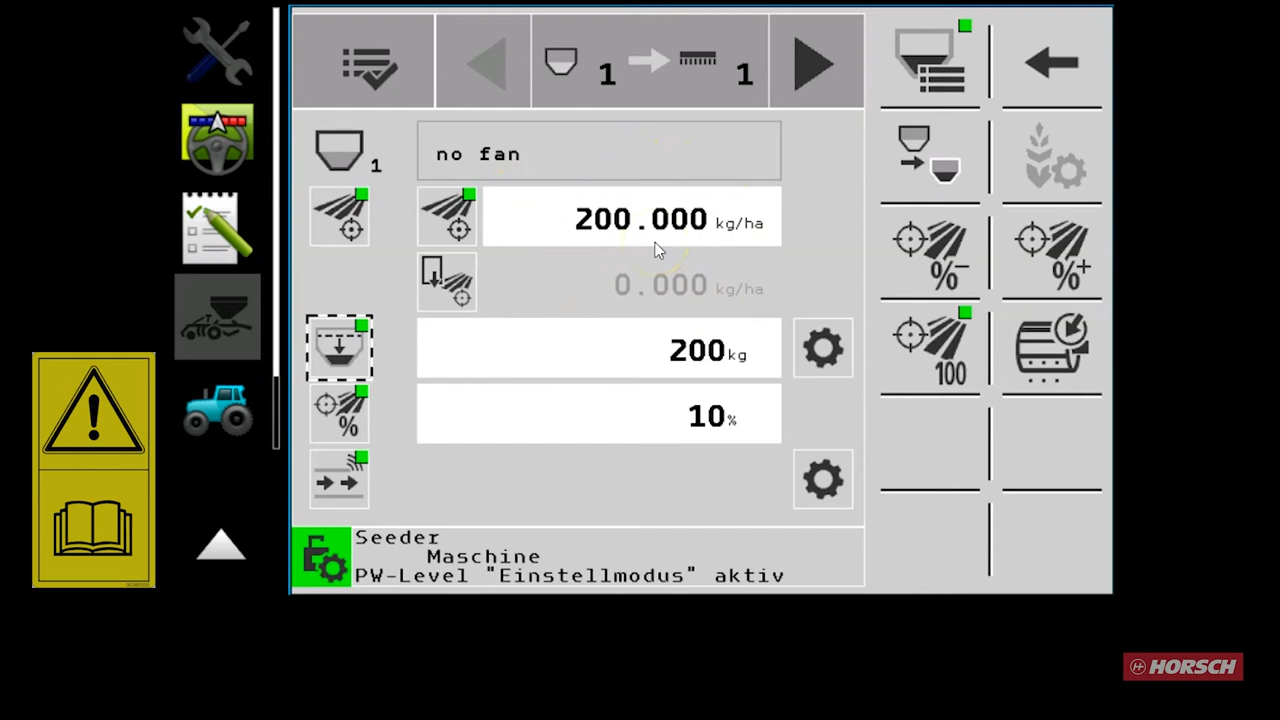 1
1
1
no fan
200.000 kg/ha
0.000 kg/ha
200 kg
10 %
%
%-
%+
100
Seeder
Maschine
PW-Level "Einstellmodus" aktiv
HORSCH